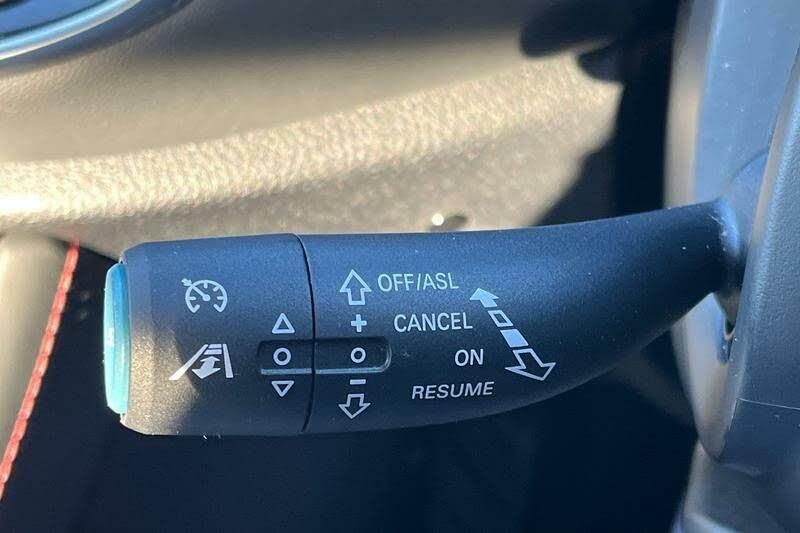 OFF/ASL
+ CANCEL
ON
-
RESUME